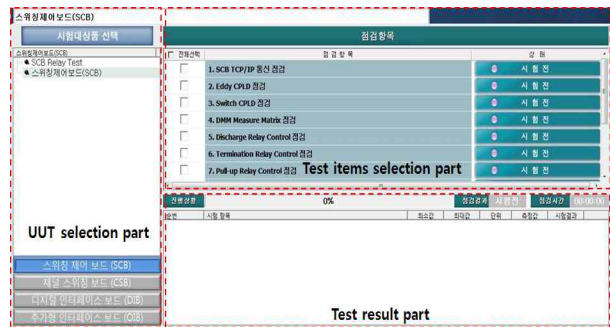 스위칭제어보드(SCB)
시험대상품 선택
스위칭제어보드(SCB)
SCB Relay Test
스위칭제어보드(SCB)
UUT selection part
스위칭 제어 보드 (SCB)
채널 스위칭 보드 (CSB)
디지털 인터페이스 보드 (DIB)
추가형 인터페이스 보드 (OIB)
점검항목
전체선택 점 검 항 목 상 태
1. SCB TCP/IP 통신 점검 시 험 전
2. Eddy CPLD 점검 시 험 전
3. Switch CPLD 점검 시 험 전
4. DMM Measure Matrix 점검 시 험 전
5. Discharge Relay Control 점검 시 험 전
6. Termination Relay Control 점검 시 험 전
7. Pull-up Relay Control 점검 시 험 전
Test items selection part
진행상황 0% 점검결과 시험전 점검시간 00:00:00
순번 시험 항목 최소값 최대값 단위 측정값 시험결과
Test result part